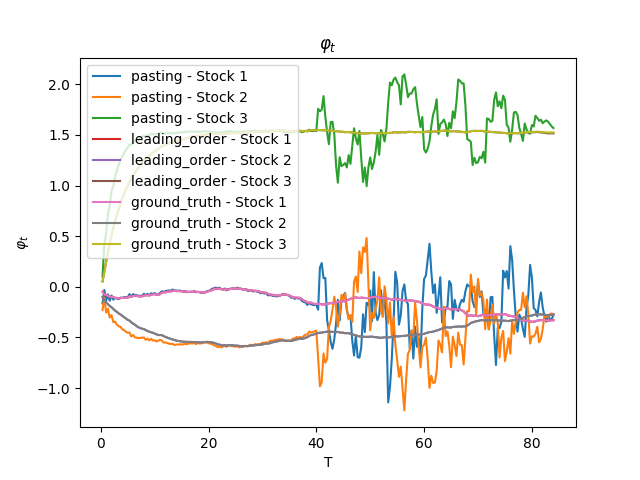 φt
2.0
1.5
1.0
0.5
0.0
−0.5
−1.0
φt
pasting - Stock 1
pasting - Stock 2
pasting - Stock 3
leading_order - Stock 1
leading_order - Stock 2
leading_order - Stock 3
ground_truth - Stock 1
ground_truth - Stock 2
ground_truth - Stock 3
0 20 40 60 80
T